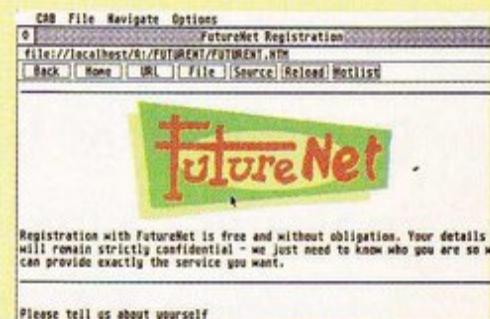 CAB File Navigate Options
FutureNet Registration
file://localhost/A:/FUTURENT/FUTURENT.HTM
Back Home URL File Source Reload Hotlist
FutureNet
Registration with FutureNet is free and without obligation. Your details
will remain strictly confidential - we just need to know who you are so w
can provide exactly the service you want.
Please tell us about yourself